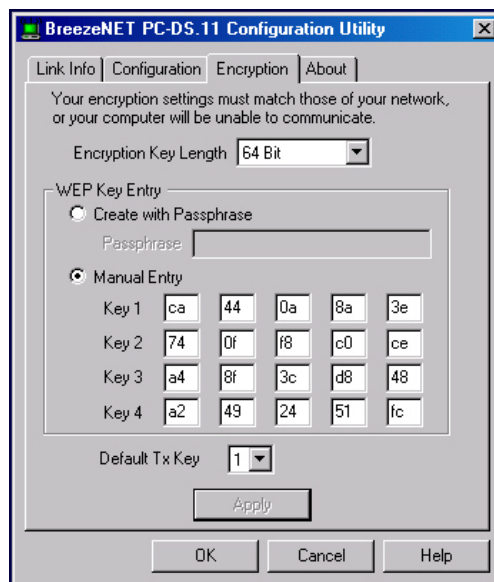 BreezeNET PC-DS.11 Configuration Utility
Link Info Configuration Encryption About
Your encryption settings must match those of your network,
or your computer will be unable to communicate.
Encryption Key Length 64 Bit
WEP Key Entry
Create with Passphrase
Passphrase
Manual Entry
Key 1 ca 44 0a 8a 3e
Key 2 74 0f f8 c0 ce
Key 3 a4 8f 3c d8 48
Key 4 a2 49 24 51 fc
Default Tx Key 1
Apply
OK Cancel Help